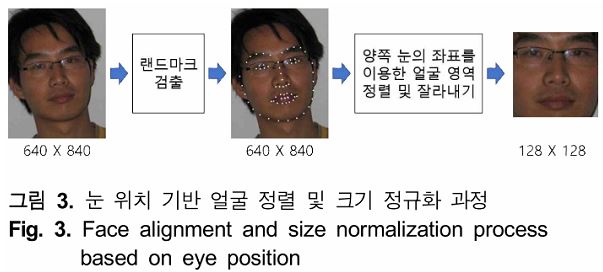 랜드마크
검출
양쪽 눈의 좌표를
이용한 얼굴 영역
정렬 및 잘라내기
640 X 840
640 X 840
128 X 128
그림 3. 눈 위치 기반 얼굴 정렬 및 크기 정규화 과정
Fig. 3. Face alignment and size normalization process
based on eye position